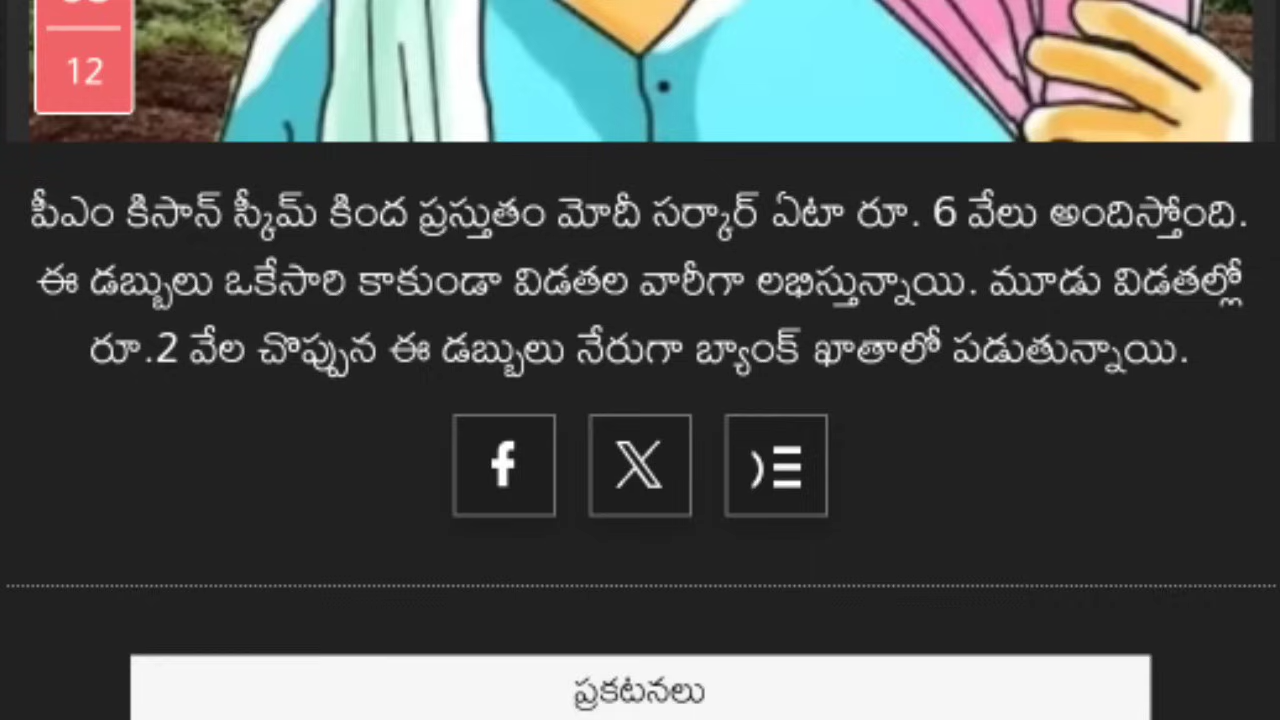 12
పీఎం కిసాన్ స్కీమ్ కింద ప్రస్తుతం మోదీ సర్కార్ ఏటా రూ. 6 వేలు అందిస్తోంది.
ఈ డబ్బులు ఒకేసారి కాకుండా విడతల వారీగా లభిస్తున్నాయి. మూడు విడతల్లో
రూ.2 వేల చొప్పున ఈ డబ్బులు నేరుగా బ్యాంక్ ఖాతాలో పడుతున్నాయి.
ప్రకటనలు